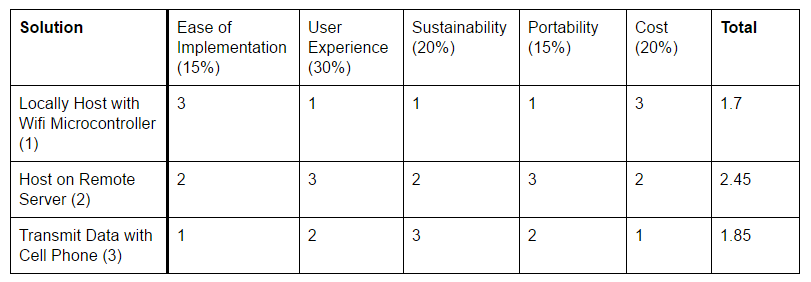 Solution
Ease of
Implementation
(15%)
User
Experience
(30%)
Sustainability
(20%)
Portability
(15%)
Cost
(20%)
Total
Locally Host with
Wifi Microcontroller
(1)
3
1
1
1
3
1.7
Host on Remote
Server (2)
2
3
2
3
2
2.45
Transmit Data with
Cell Phone (3)
1
2
3
2
1
1.85